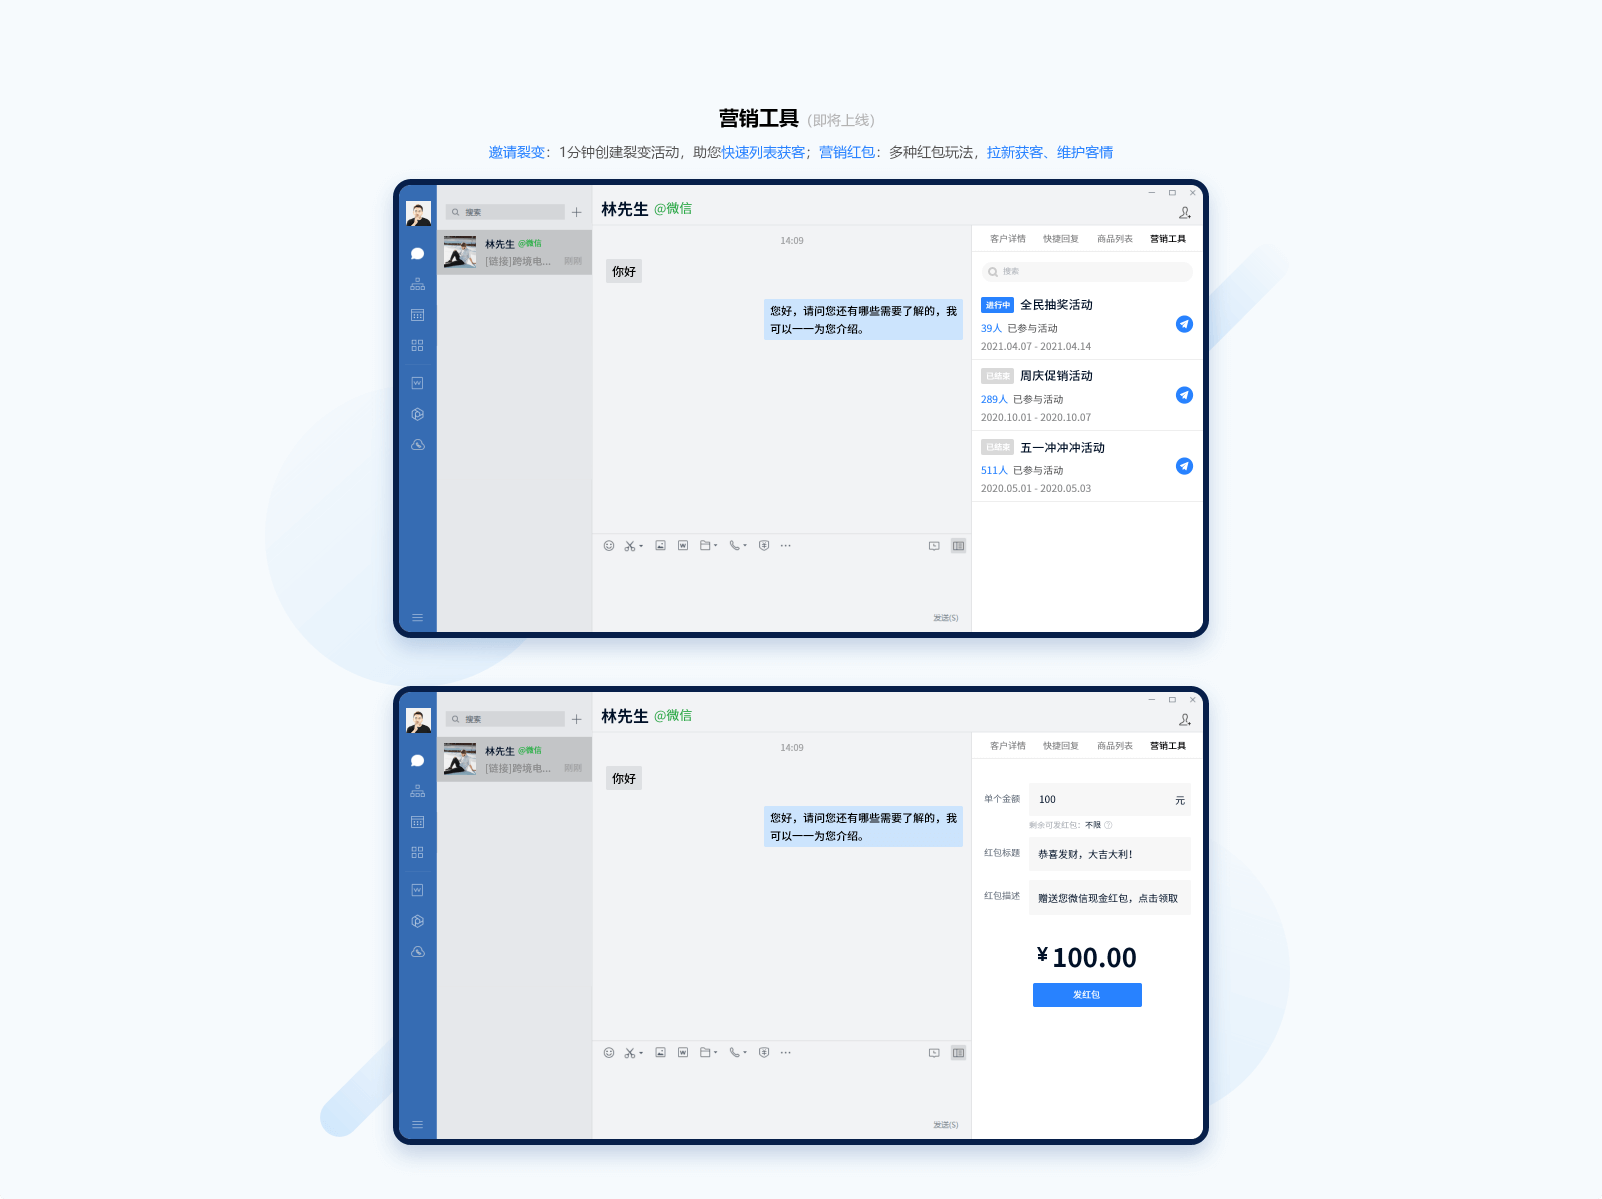 营销工具（即将上线）
邀请裂变：1分钟创建裂变活动，助您快速列表获客；营销红包：多种红包玩法，拉新获客、维护客情
搜索
林先生 @微信
林先生 @微信
[链接]跨境电... 刚刚
14:09
你好
您好，请问您还有哪些需要了解的，我
可以一一为您介绍。
发送(S)
客户详情 快捷回复 商品列表 营销工具
搜索
进行中 全民抽奖活动
39人 已参与活动
2021.04.07 - 2021.04.14
已结束 周庆促销活动
289人 已参与活动
2020.10.01 - 2020.10.07
已结束 五一冲冲冲活动
511人 已参与活动
2020.05.01 - 2020.05.03
搜索
林先生 @微信
林先生 @微信
[链接]跨境电... 刚刚
14:09
你好
您好，请问您还有哪些需要了解的，我
可以一一为您介绍。
发送(S)
客户详情 快捷回复 商品列表 营销工具
单个金额 100 元
剩余可发红包：不限
红包标题 恭喜发财，大吉大利！
红包描述 赠送您微信现金红包，点击领取
¥100.00
发红包